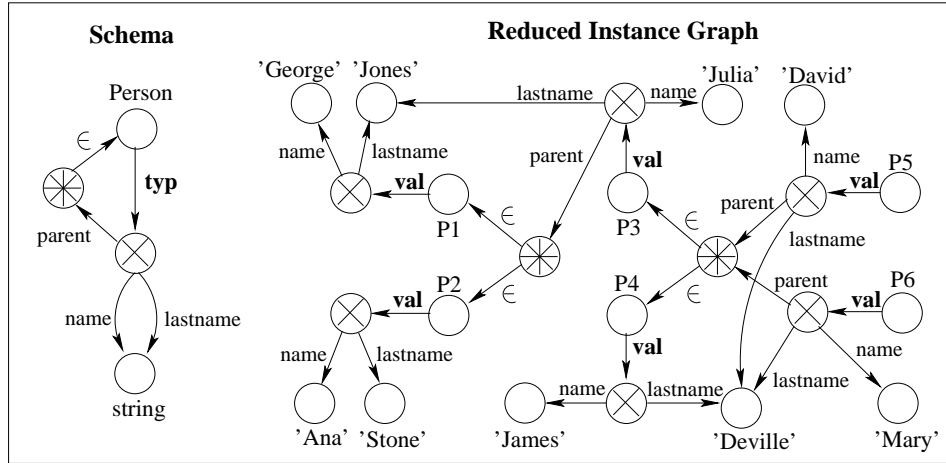 Schema
Person
∈
typ
parent
name
lastname
string
Reduced Instance Graph
'George' 'Jones'
'Julia'
'David'
lastname
name
name
lastname
parent
val
name
val
P5
val
P1
P3
parent
lastname
∈
∈
P2
P4
parent
P6
val
∈
∈
val
name
lastname
val
name
lastname
name
lastname
'Ana' 'Stone'
'James'
'Deville'
'Mary'